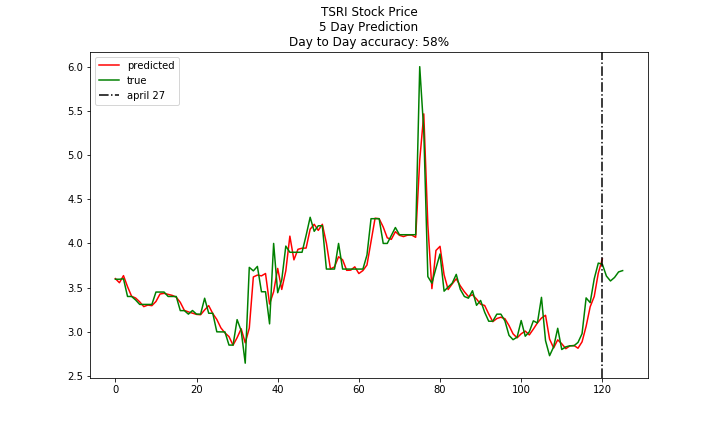 TSRI Stock Price
5 Day Prediction
Day to Day accuracy: 58%
predicted
true
april 27
6.0
5.5
5.0
4.5
4.0
3.5
3.0
2.5
0 20 40 60 80 100 120